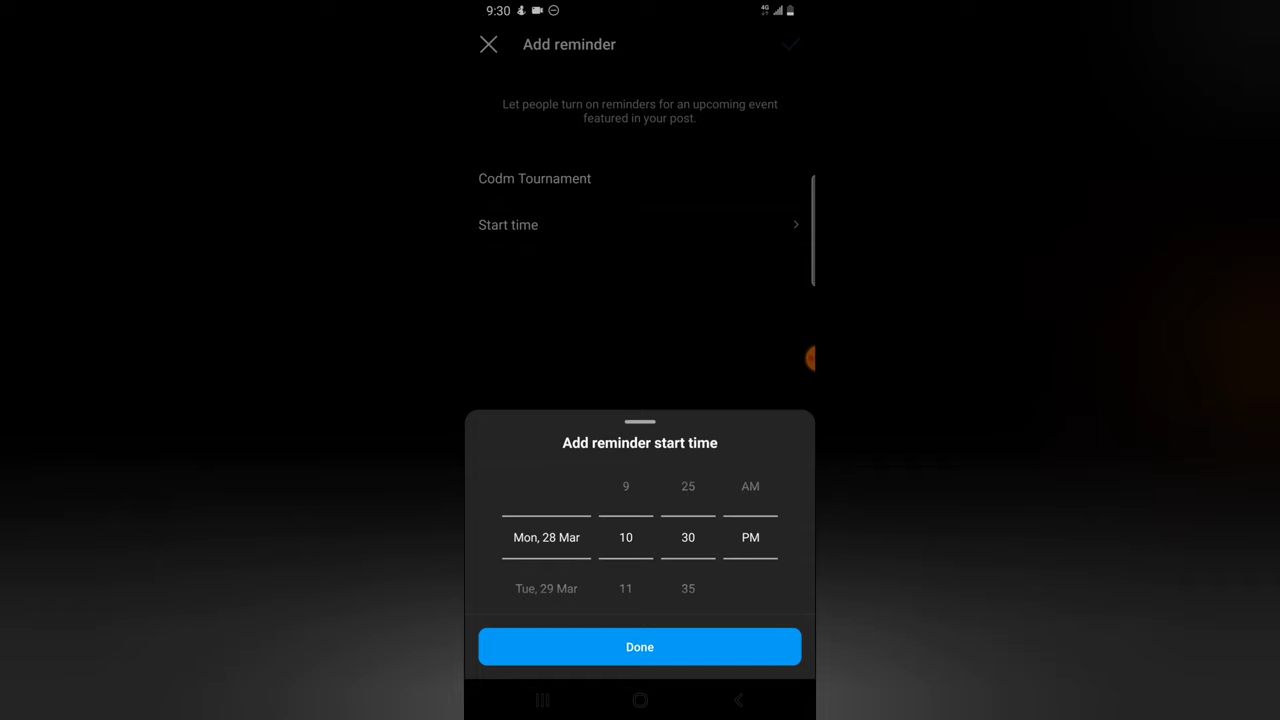 9:30
4G
Add reminder
Let people turn on reminders for an upcoming event
featured in your post.
Codm Tournament
Start time
Add reminder start time
9 25 AM
Mon, 28 Mar 10 30 PM
Tue, 29 Mar 11 35
Done